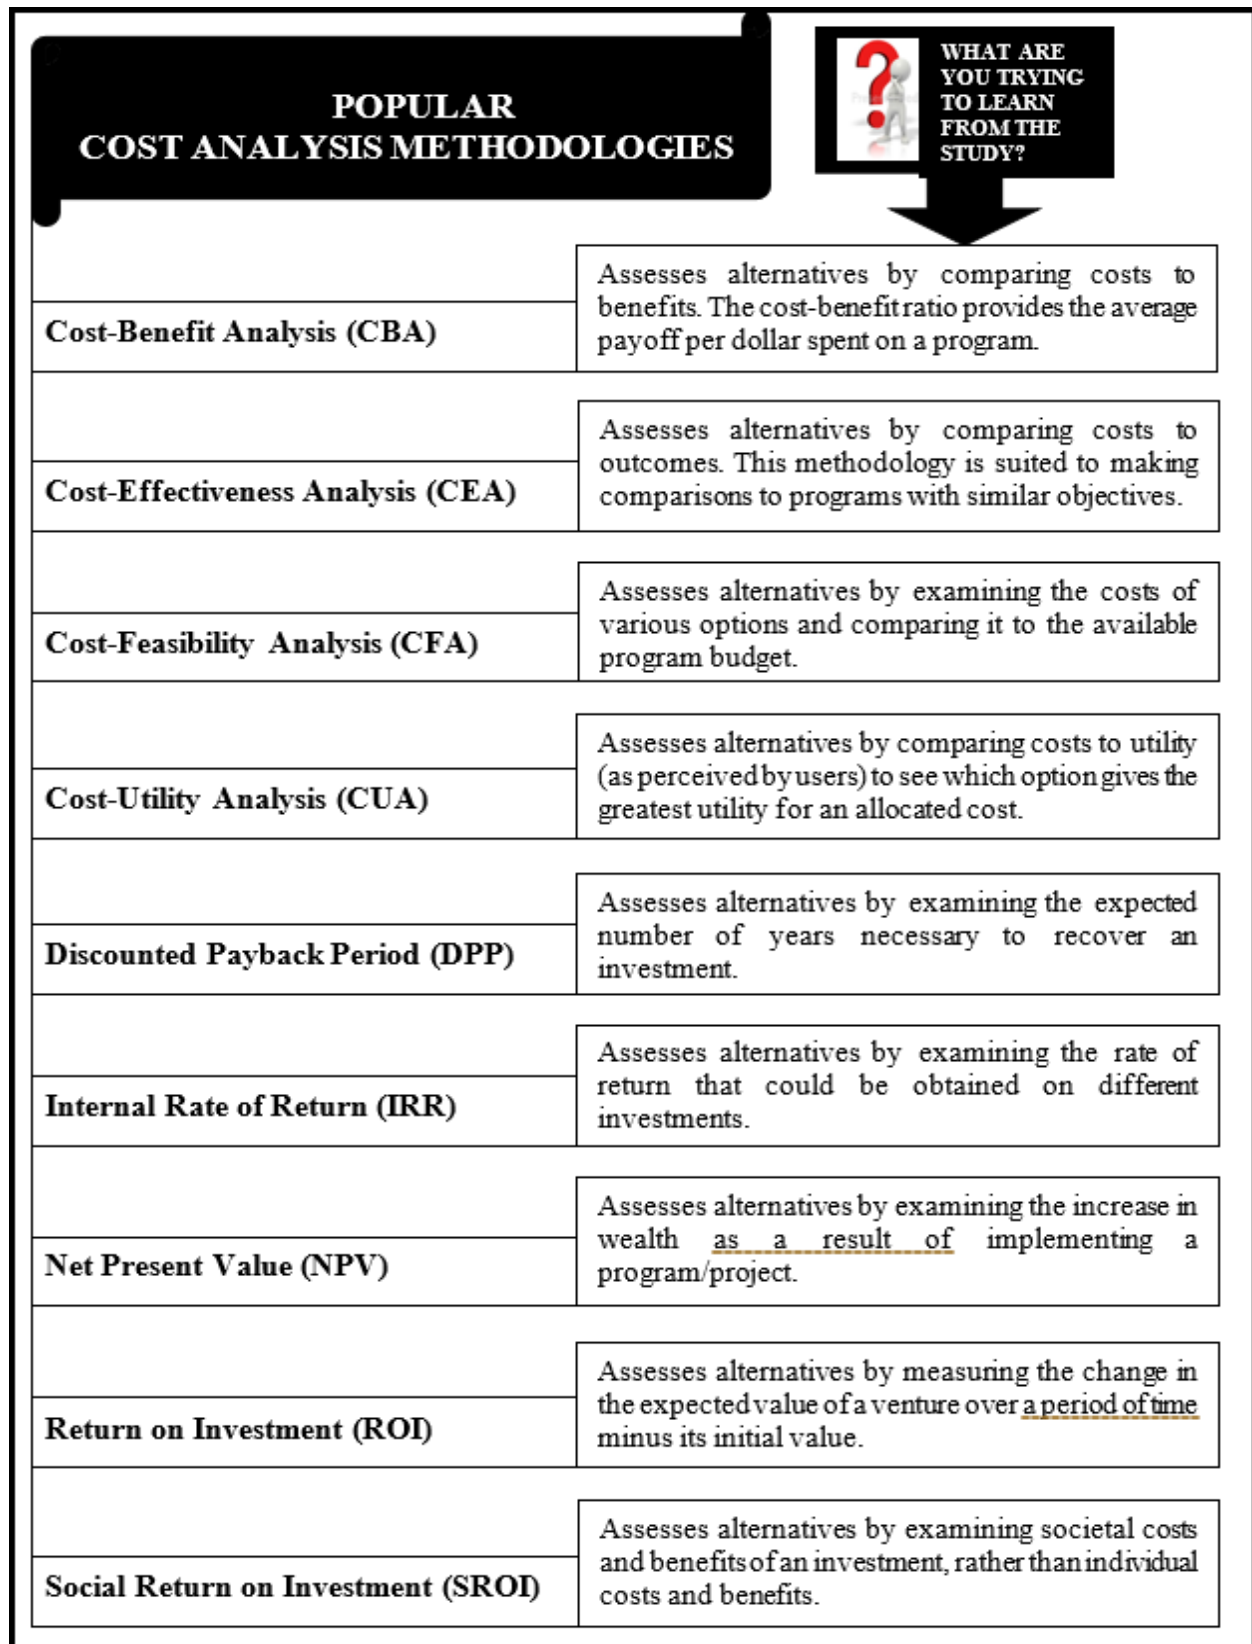 POPULAR
COST ANALYSIS METHODOLOGIES
WHAT ARE
YOU TRYING
TO LEARN
FROM THE
STUDY?
Cost-Benefit Analysis (CBA)
Assesses alternatives by comparing costs to
benefits. The cost-benefit ratio provides the average
payoff per dollar spent on a program.
Cost-Effectiveness Analysis (CEA)
Assesses alternatives by comparing costs to
outcomes. This methodology is suited to making
comparisons to programs with similar objectives.
Cost-Feasibility Analysis (CFA)
Assesses alternatives by examining the costs of
various options and comparing it to the available
program budget.
Cost-Utility Analysis (CUA)
Assesses alternatives by comparing costs to utility
(as perceived by users) to see which option gives the
greatest utility for an allocated cost.
Discounted Payback Period (DPP)
Assesses alternatives by examining the expected
number of years necessary to recover an
investment.
Internal Rate of Return (IRR)
Assesses alternatives by examining the rate of
return that could be obtained on different
investments.
Net Present Value (NPV)
Assesses alternatives by examining the increase in
wealth as a result of implementing a
program/project.
Return on Investment (ROI)
Assesses alternatives by measuring the change in
the expected value of a venture over a period of time
minus its initial value.
Social Return on Investment (SROI)
Assesses alternatives by examining societal costs
and benefits of an investment, rather than individual
costs and benefits.